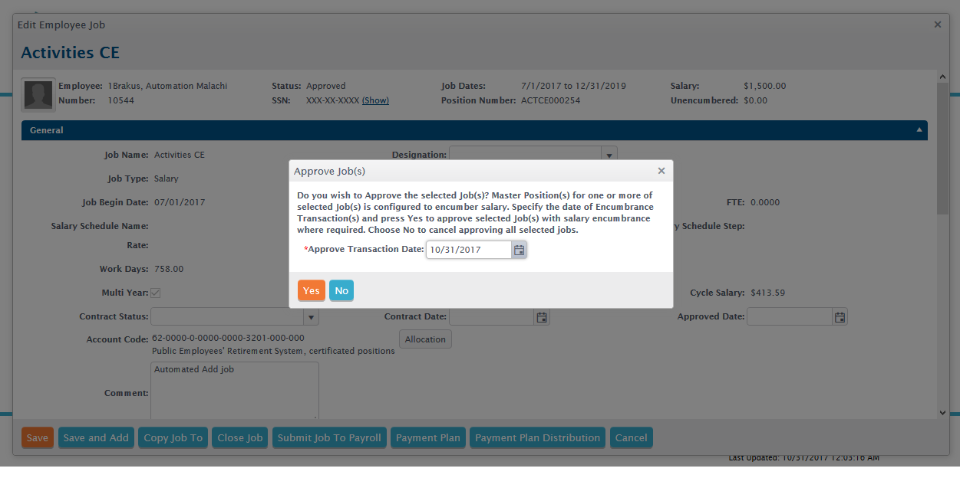 Edit Employee Job
Activities CE
Employee: 1Brakus, Automation Malachi Status: Approved Job Dates: 7/1/2017 to 12/31/2019 Salary: $1,500.00
Number: 10544 SSN: XXX-XX-XXXX (Show) Position Number: ACTCE000254 Unencumbered: $0.00
General
Job Name: Activities CE Designation:
Job Type: Salary
Job Begin Date: 07/01/2017 FTE: 0.0000
Salary Schedule Name: y Schedule Step:
Rate:
Work Days: 758.00
Multi Year: Cycle Salary: $413.59
Approve Job(s)
Do you wish to Approve the selected Job(s)? Master Position(s) for one or more of
selected Job(s) is configured to encumber salary. Specify the date of Encumbrance
Transaction(s) and press Yes to approve selected Job(s) with salary encumbrance
where required. Choose No to cancel approving all selected jobs.
*Approve Transaction Date: 10/31/2017
Yes No
Contract Status: Contract Date: Approved Date:
Account Code: 62-0000-0-0000-0000-3201-000-000 Allocation
Public Employees' Retirement System, certificated positions
Comment: Automated Add job
Save Save and Add Copy Job To Close Job Submit Job To Payroll Payment Plan Payment Plan Distribution Cancel
Last Updated: 10/31/2017 12:03:16 AM